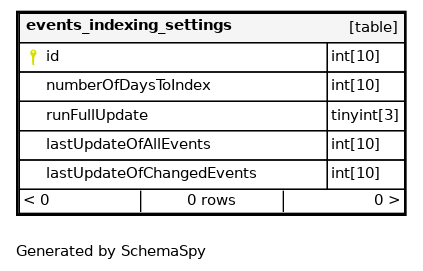 events_indexing_settings [table]
id int[10]
numberOfDaysToIndex int[10]
runFullUpdate tinyint[3]
lastUpdateOfAllEvents int[10]
lastUpdateOfChangedEvents int[10]
< 0 0 rows 0 >
Generated by SchemaSpy